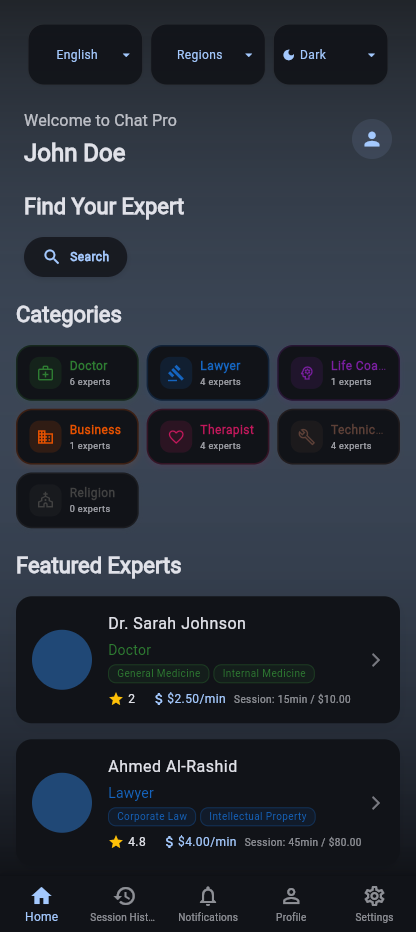 English Regions Dark
Welcome to Chat Pro
John Doe
Find Your Expert
Search
Categories
Doctor
6 experts
Lawyer
4 experts
Life Coa...
1 experts
Business
1 experts
Therapist
4 experts
Technic...
4 experts
Religion
0 experts
Featured Experts
Dr. Sarah Johnson
Doctor
General Medicine Internal Medicine
2 $2.50/min Session: 15min / $10.00
Ahmed Al-Rashid
Lawyer
Corporate Law Intellectual Property
4.8 $4.00/min Session: 45min / $80.00
Home Session Hist... Notifications Profile Settings